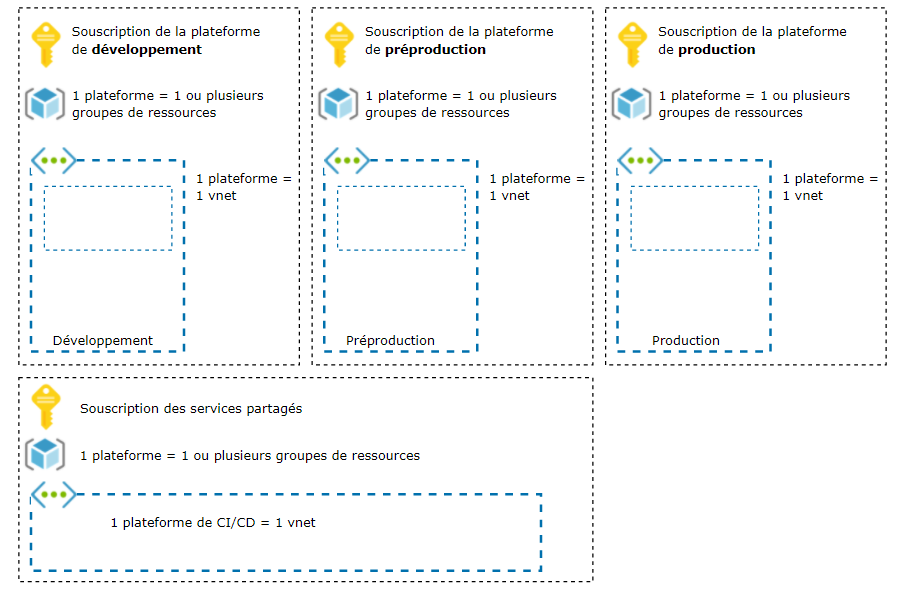 Souscription de la plateforme
de développement
1 plateforme = 1 ou plusieurs
groupes de ressources
1 plateforme =
1 vnet
Développement
Souscription de la plateforme
de préproduction
1 plateforme = 1 ou plusieurs
groupes de ressources
1 plateforme =
1 vnet
Préproduction
Souscription de la plateforme
de production
1 plateforme = 1 ou plusieurs
groupes de ressources
1 plateforme =
1 vnet
Production
Souscription des services partagés
1 plateforme = 1 ou plusieurs groupes de ressources
1 plateforme de CI/CD = 1 vnet